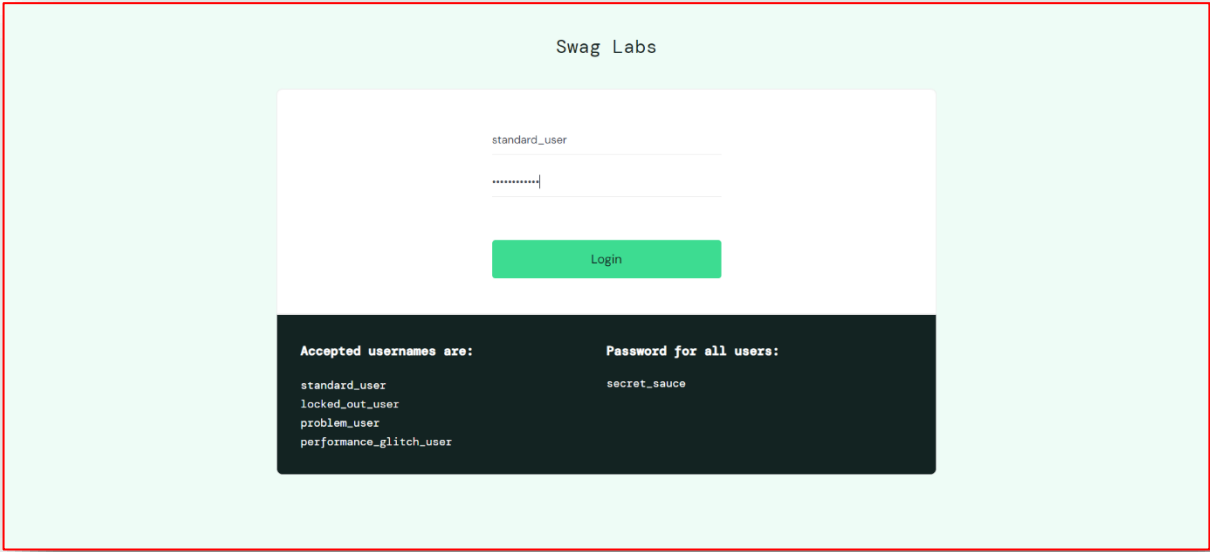 Swag Labs
standard_user
••••••••••••
Login
Accepted usernames are:
standard_user
locked_out_user
problem_user
performance_glitch_user
Password for all users:
secret_sauce